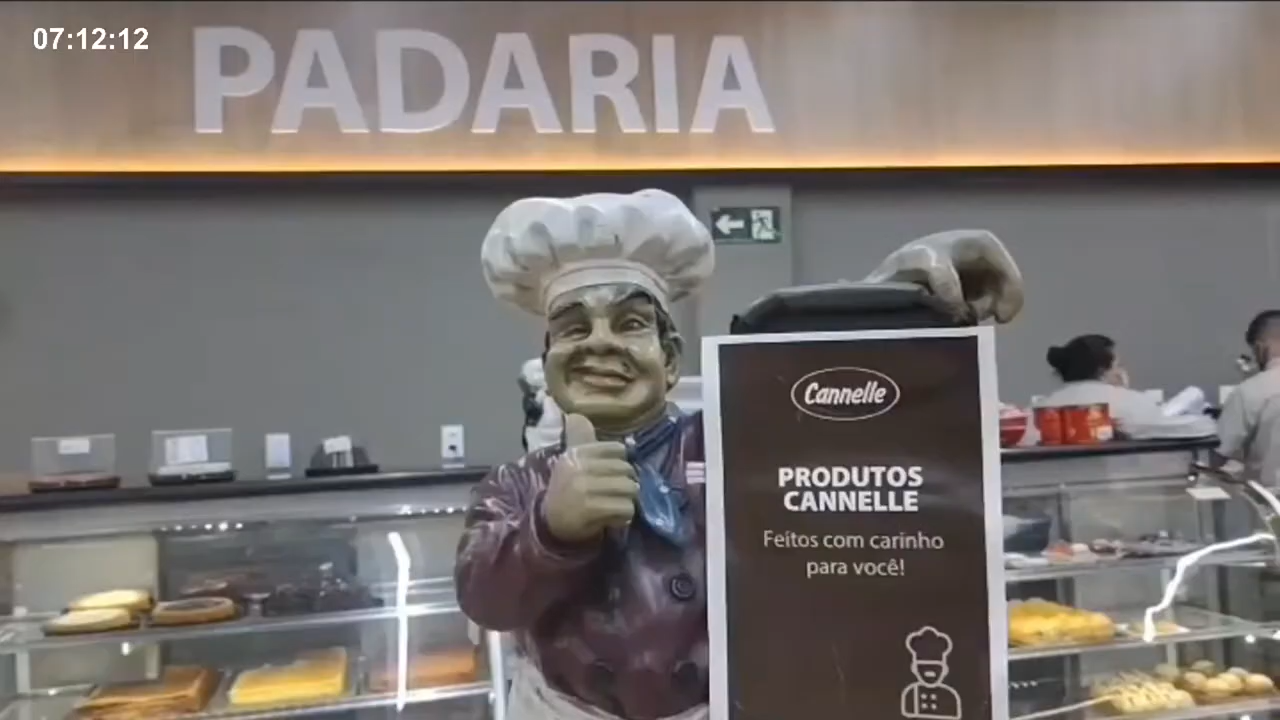 07:12:12
PADARIA
Cannelle
PRODUTOS
CANNELLE
Feitos com carinho
para você!